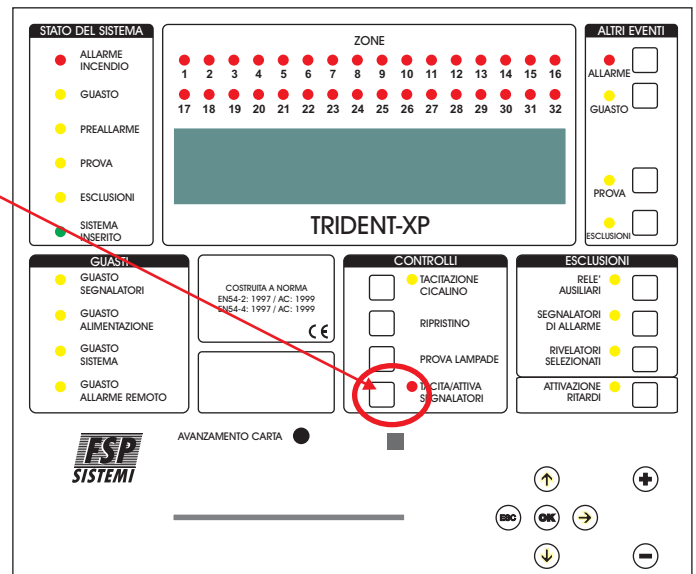 STATO DEL SISTEMA
ALLARME
INCENDIO
GUASTO
PREALLARME
PROVA
ESCLUSIONI
SISTEMA
INSERITO
ZONE
1 2 3 4 5 6 7 8 9 10 11 12 13 14 15 16
17 18 19 20 21 22 23 24 25 26 27 28 29 30 31 32
TRIDENT-XP
ALTRI EVENTI
ALLARME
GUASTO
PROVA
ESCLUSIONI
GUASTI
GUASTO
SEGNALATORI
GUASTO
ALIMENTAZIONE
GUASTO
SISTEMA
GUASTO
ALLARME REMOTO
COSTRUITA A NORMA
EN54-2: 1997 / AC: 1999
EN54-4: 1997 / AC: 1999
CE
CONTROLLI
TACITAZIONE
CICALINO
RIPRISTINO
PROVA LAMPADE
TACITA/ATTIVA
SEGNALATORI
ESCLUSIONI
RELE'
AUSILIARI
SEGNALATORI
DI ALLARME
RIVELATORI
SELEZIONATI
ATTIVAZIONE
RITARDI
FSP
SISTEMI
AVANZAMENTO CARTA
ESC OK